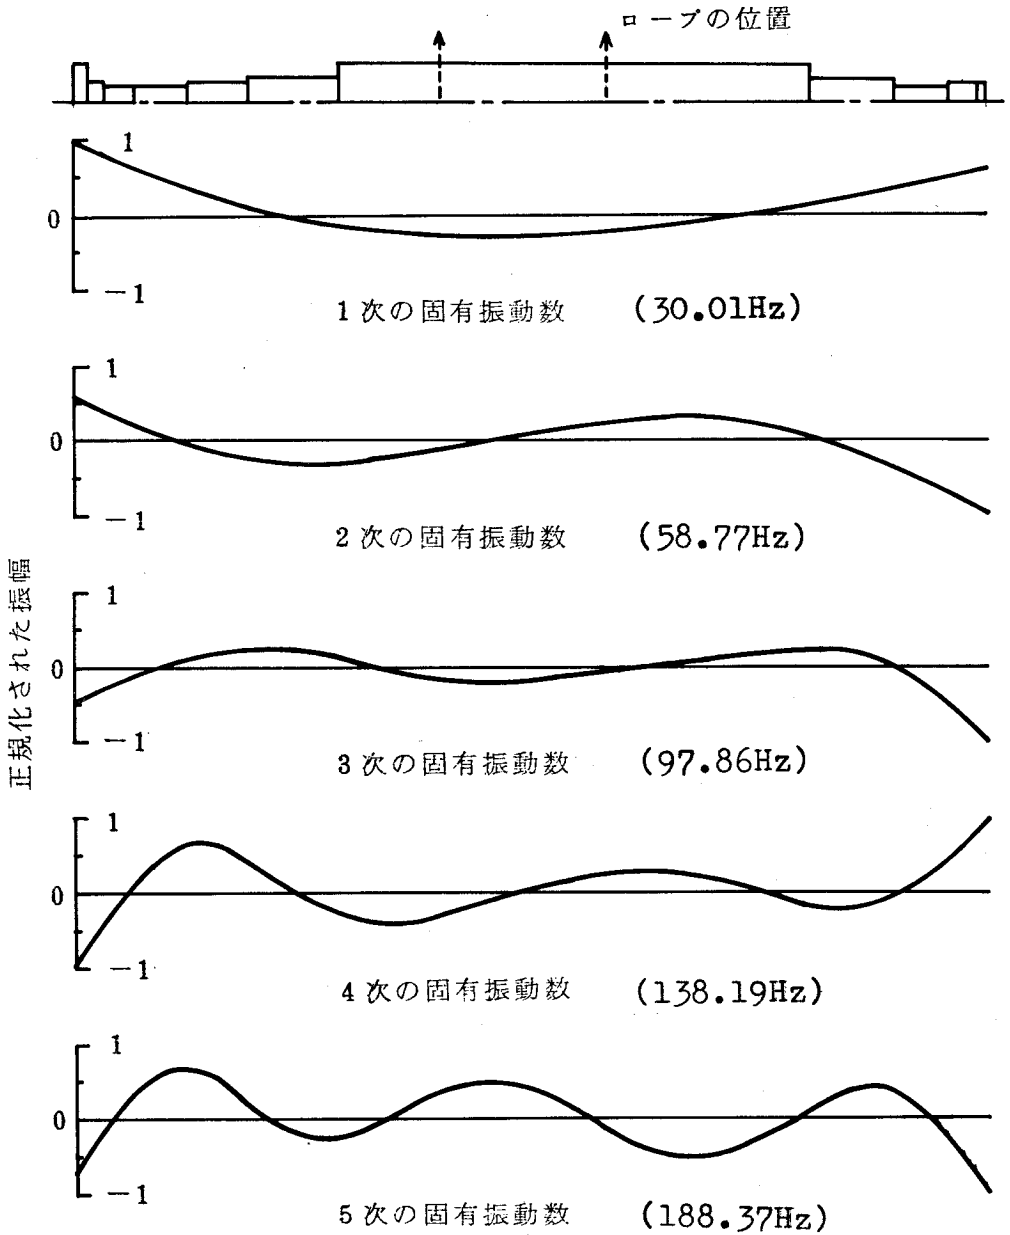 ロープの位置
1
0
-1
1次の固有振動数 (30.01Hz)
1
0
-1
2次の固有振動数 (58.77Hz)
正規化された振幅
1
0
-1
3次の固有振動数 (97.86Hz)
1
0
-1
4次の固有振動数 (138.19Hz)
1
0
-1
5次の固有振動数 (188.37Hz)